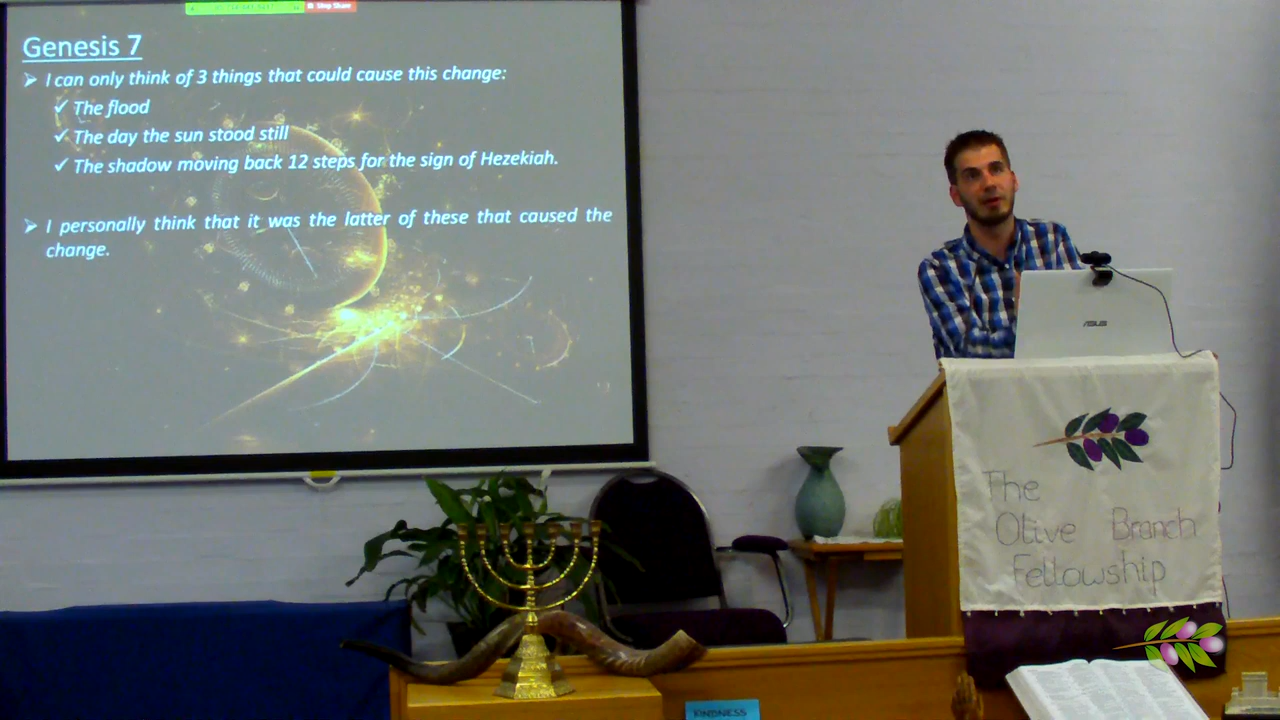 Stop Share
Genesis 7
➢ I can only think of 3 things that could cause this change:
✓ The flood
✓ The day the sun stood still
✓ The shadow moving back 12 steps for the sign of Hezekiah.
➢ I personally think that it was the latter of these that caused the
change.
ASUS
The
Olive Branch
Fellowship
KINDNESS